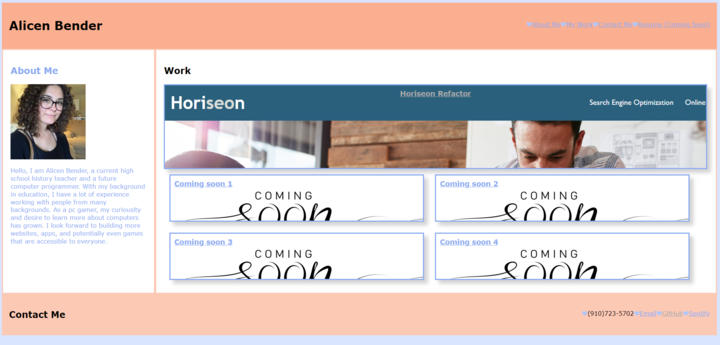 Alicen Bender
About Me My Work Contact Me Resume (Coming Soon)
About Me
Hello, I am Alicen Bender, a current high
school history teacher and a future
computer programmer. With my background
in education, I have a lot of experience
working with people from many
backgrounds. As a pc gamer, my curiousity
and desire to learn more about computers
has grown. I look forward to building more
websites, apps, and potentially even games
that are accessible to everyone.
Work
Horiseon Refactor
Horiseon
Search Engine Optimization Online
Coming soon 1
COMING
soon
Coming soon 2
COMING
soon
Coming soon 3
COMING
soon
Coming soon 4
COMING
soon
Contact Me
(910)723-5702 Email GitHub Spotify